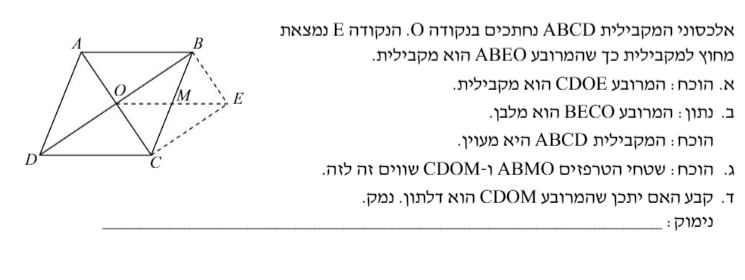 אלכסוני המקבילית ABCD נחתכים בנקודה O. הנקודה E נמצאת
מחוץ למקבילית כך שהמרובע ABEO הוא מקבילית.
א. הוכח: המרובע CDOE הוא מקבילית.
ב. נתון: המרובע BECO הוא מלבן.
הוכח: המקבילית ABCD היא מעוין.
ג. הוכח: שטחי הטרפזים ABMO ו-CDOM שווים זה לזה.
ד. קבע האם יתכן שהמרובע CDOM הוא דלתון. נמק.
נימוק:
A
B
O
M
E
D
C